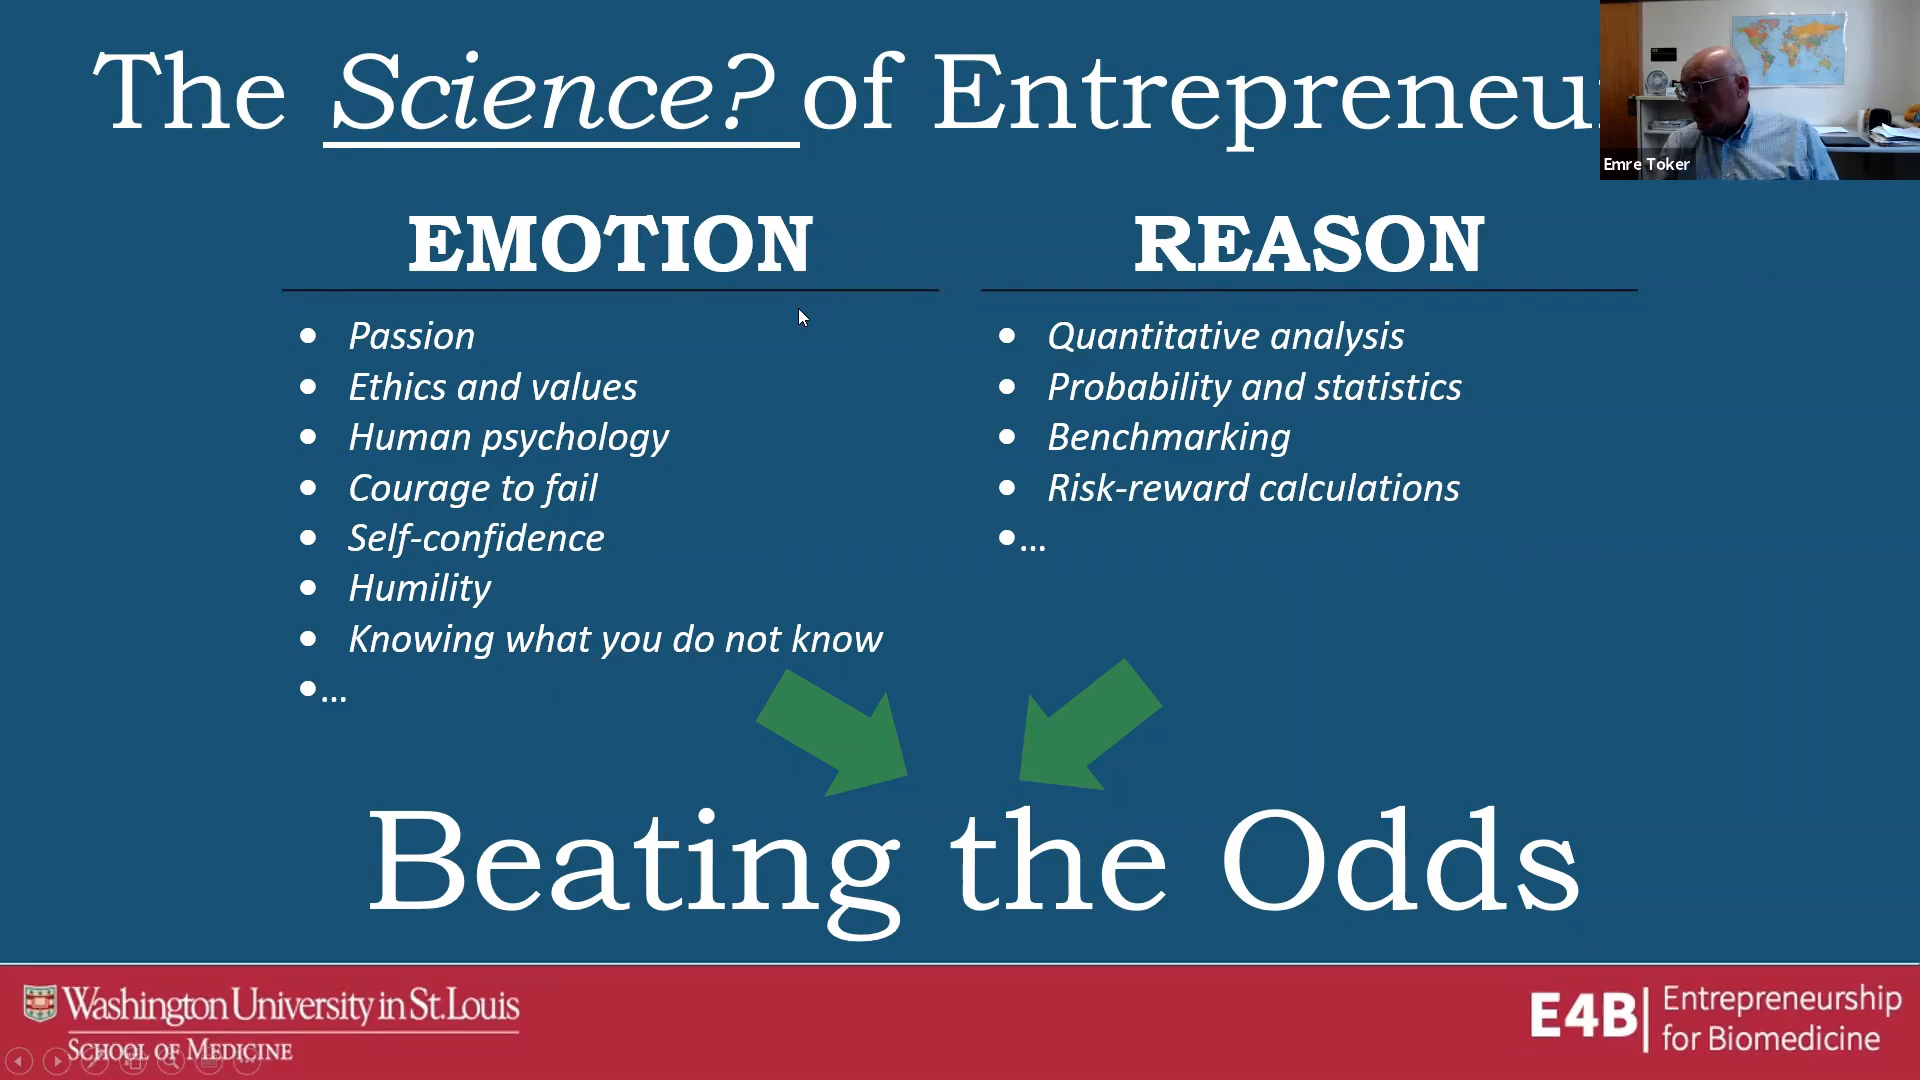 The Science? of Entrepreneu
Emre Toker
EMOTION
• Passion
• Ethics and values
• Human psychology
• Courage to fail
• Self-confidence
• Humility
• Knowing what you do not know
• ...
REASON
• Quantitative analysis
• Probability and statistics
• Benchmarking
• Risk-reward calculations
• ...
Beating the Odds
Washington University in St. Louis
SCHOOL OF MEDICINE
E4B
Entrepreneurship
for Biomedicine